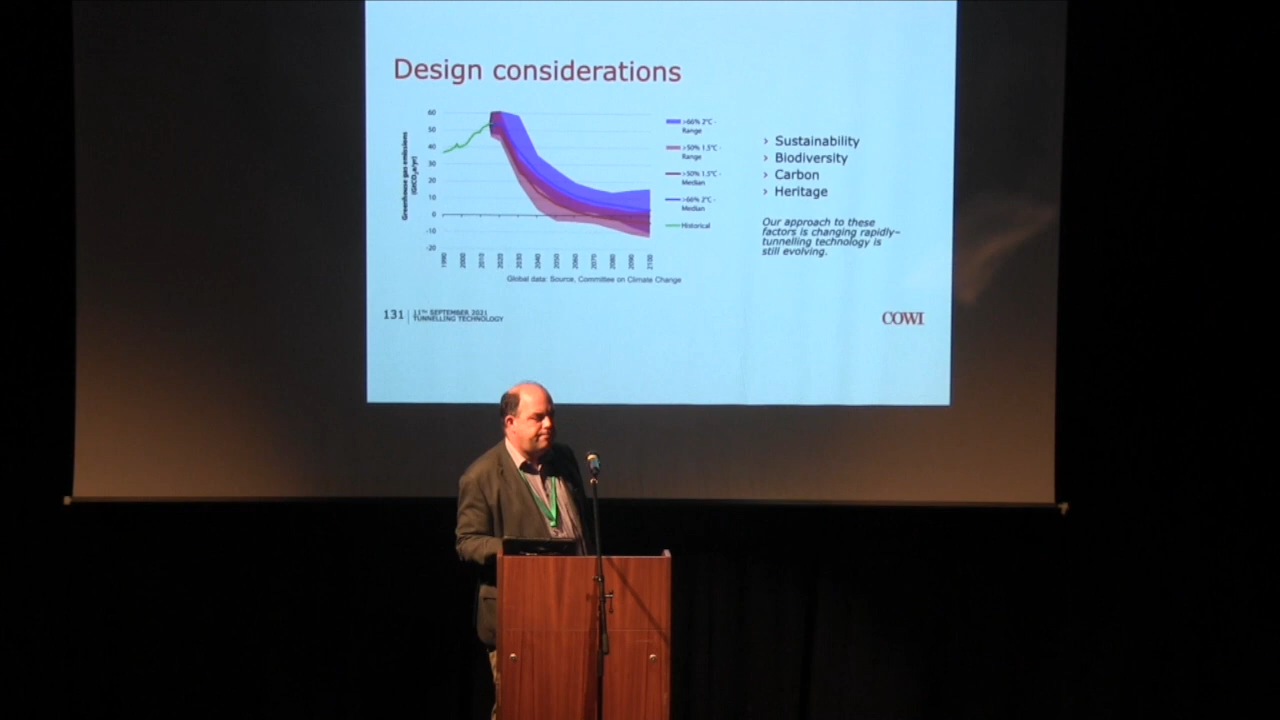 Design considerations
60
50
40
30
20
10
0
-10
-20
Greenhouse gas emissions
(GtCO₂e/yr)
1990
2000
2010
2020
2030
2040
2050
2060
2070
2080
2090
2100
>66% 2°C -
Range
>50% 1.5°C -
Range
>50% 1.5°C -
Median
>66% 2°C -
Median
Historical
Global data: Source, Committee on Climate Change
› Sustainability
› Biodiversity
› Carbon
› Heritage
Our approach to these
factors is changing rapidly–
tunnelling technology is
still evolving.
131
11TH SEPTEMBER 2021
TUNNELLING TECHNOLOGY
COWI